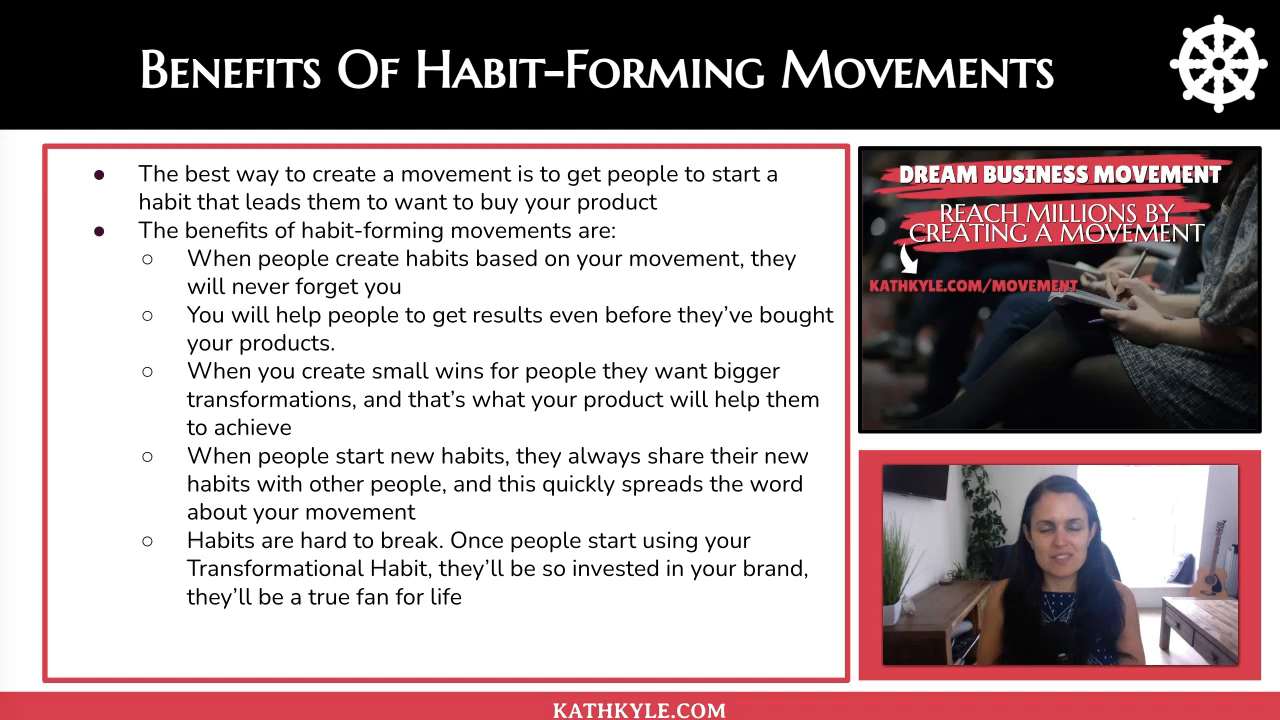 BENEFITS OF HABIT-FORMING MOVEMENTS
● The best way to create a movement is to get people to start a
habit that leads them to want to buy your product
● The benefits of habit-forming movements are:
○ When people create habits based on your movement, they
will never forget you
○ You will help people to get results even before they’ve bought
your products.
○ When you create small wins for people they want bigger
transformations, and that’s what your product will help them
to achieve
○ When people start new habits, they always share their new
habits with other people, and this quickly spreads the word
about your movement
○ Habits are hard to break. Once people start using your
Transformational Habit, they’ll be so invested in your brand,
they’ll be a true fan for life
DREAM BUSINESS MOVEMENT
REACH MILLIONS BY
CREATING A MOVEMENT
KATHKYLE.COM/MOVEMENT
KATHKYLE.COM